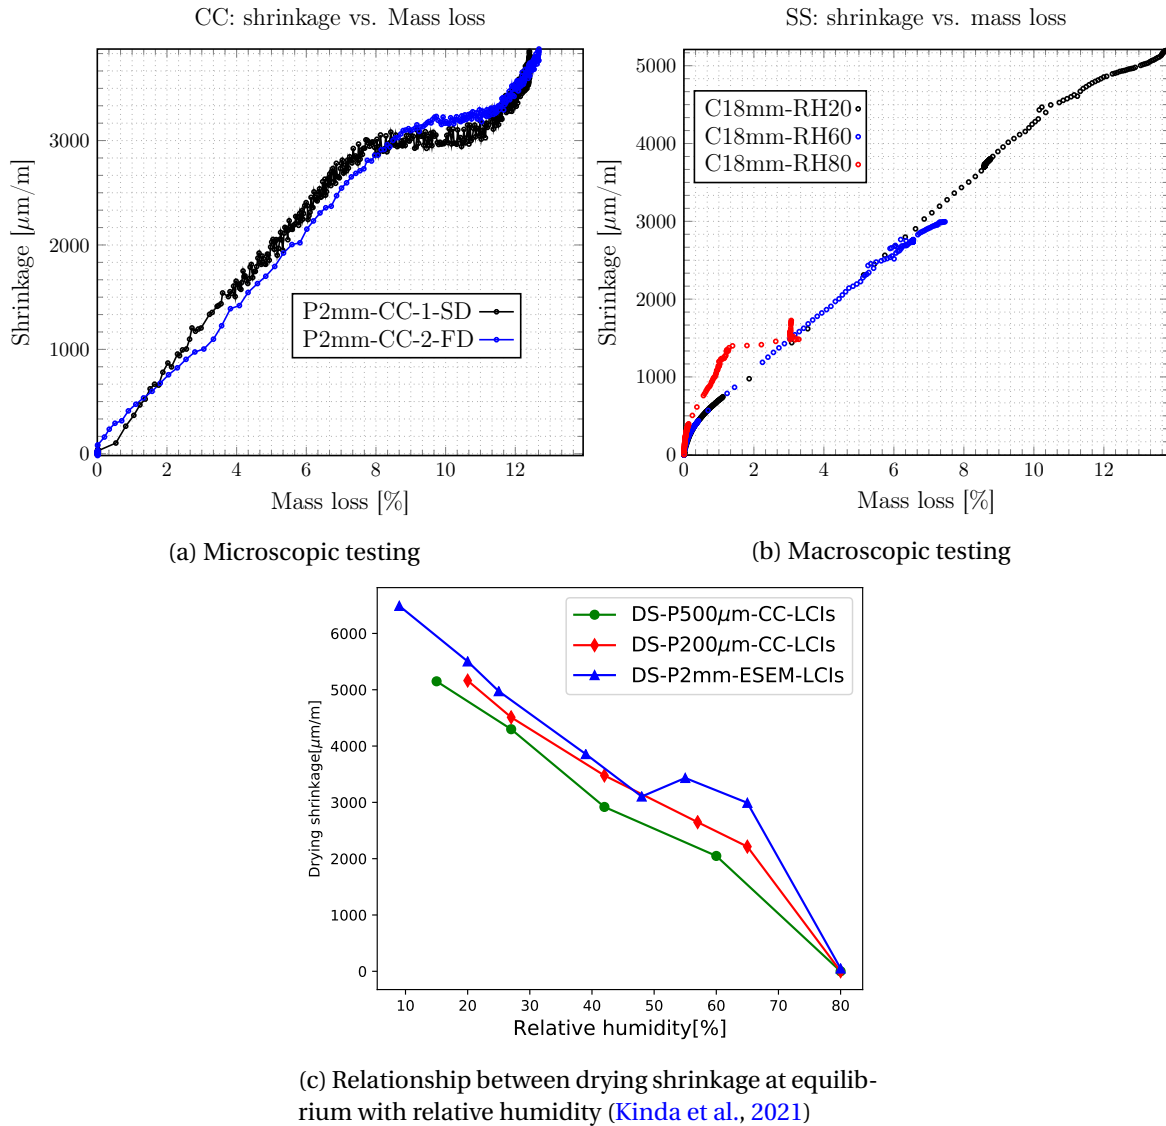 CC: shrinkage vs. Mass loss
Shrinkage [μm/m]
3000
2000
1000
0
P2mm-CC-1-SD
P2mm-CC-2-FD
0 2 4 6 8 10 12
Mass loss [%]
(a) Microscopic testing
SS: shrinkage vs. mass loss
Shrinkage [μm/m]
5000
4000
3000
2000
1000
0
C18mm-RH20
C18mm-RH60
C18mm-RH80
0 2 4 6 8 10 12
Mass loss [%]
(b) Macroscopic testing
Drying shrinkage[μm/m]
6000
5000
4000
3000
2000
1000
0
DS-P500μm-CC-LCIs
DS-P200μm-CC-LCIs
DS-P2mm-ESEM-LCIs
10 20 30 40 50 60 70 80
Relative humidity[%]
(c) Relationship between drying shrinkage at equilib-
rium with relative humidity (Kinda et al., 2021)